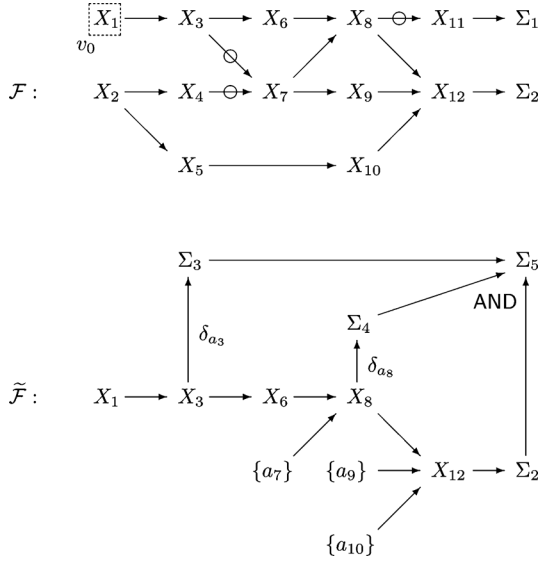 X₁ X₃ X₆ X₈ X₁₁ Σ₁
v₀
ℱ : X₂ X₄ X₇ X₉ X₁₂ Σ₂
X₅ X₁₀
Σ₃ Σ₅
AND
Σ₄
δₐ₃ δₐ₈
ℱ̃ : X₁ X₃ X₆ X₈
{a₇} {a₉} X₁₂ Σ₂
{a₁₀}